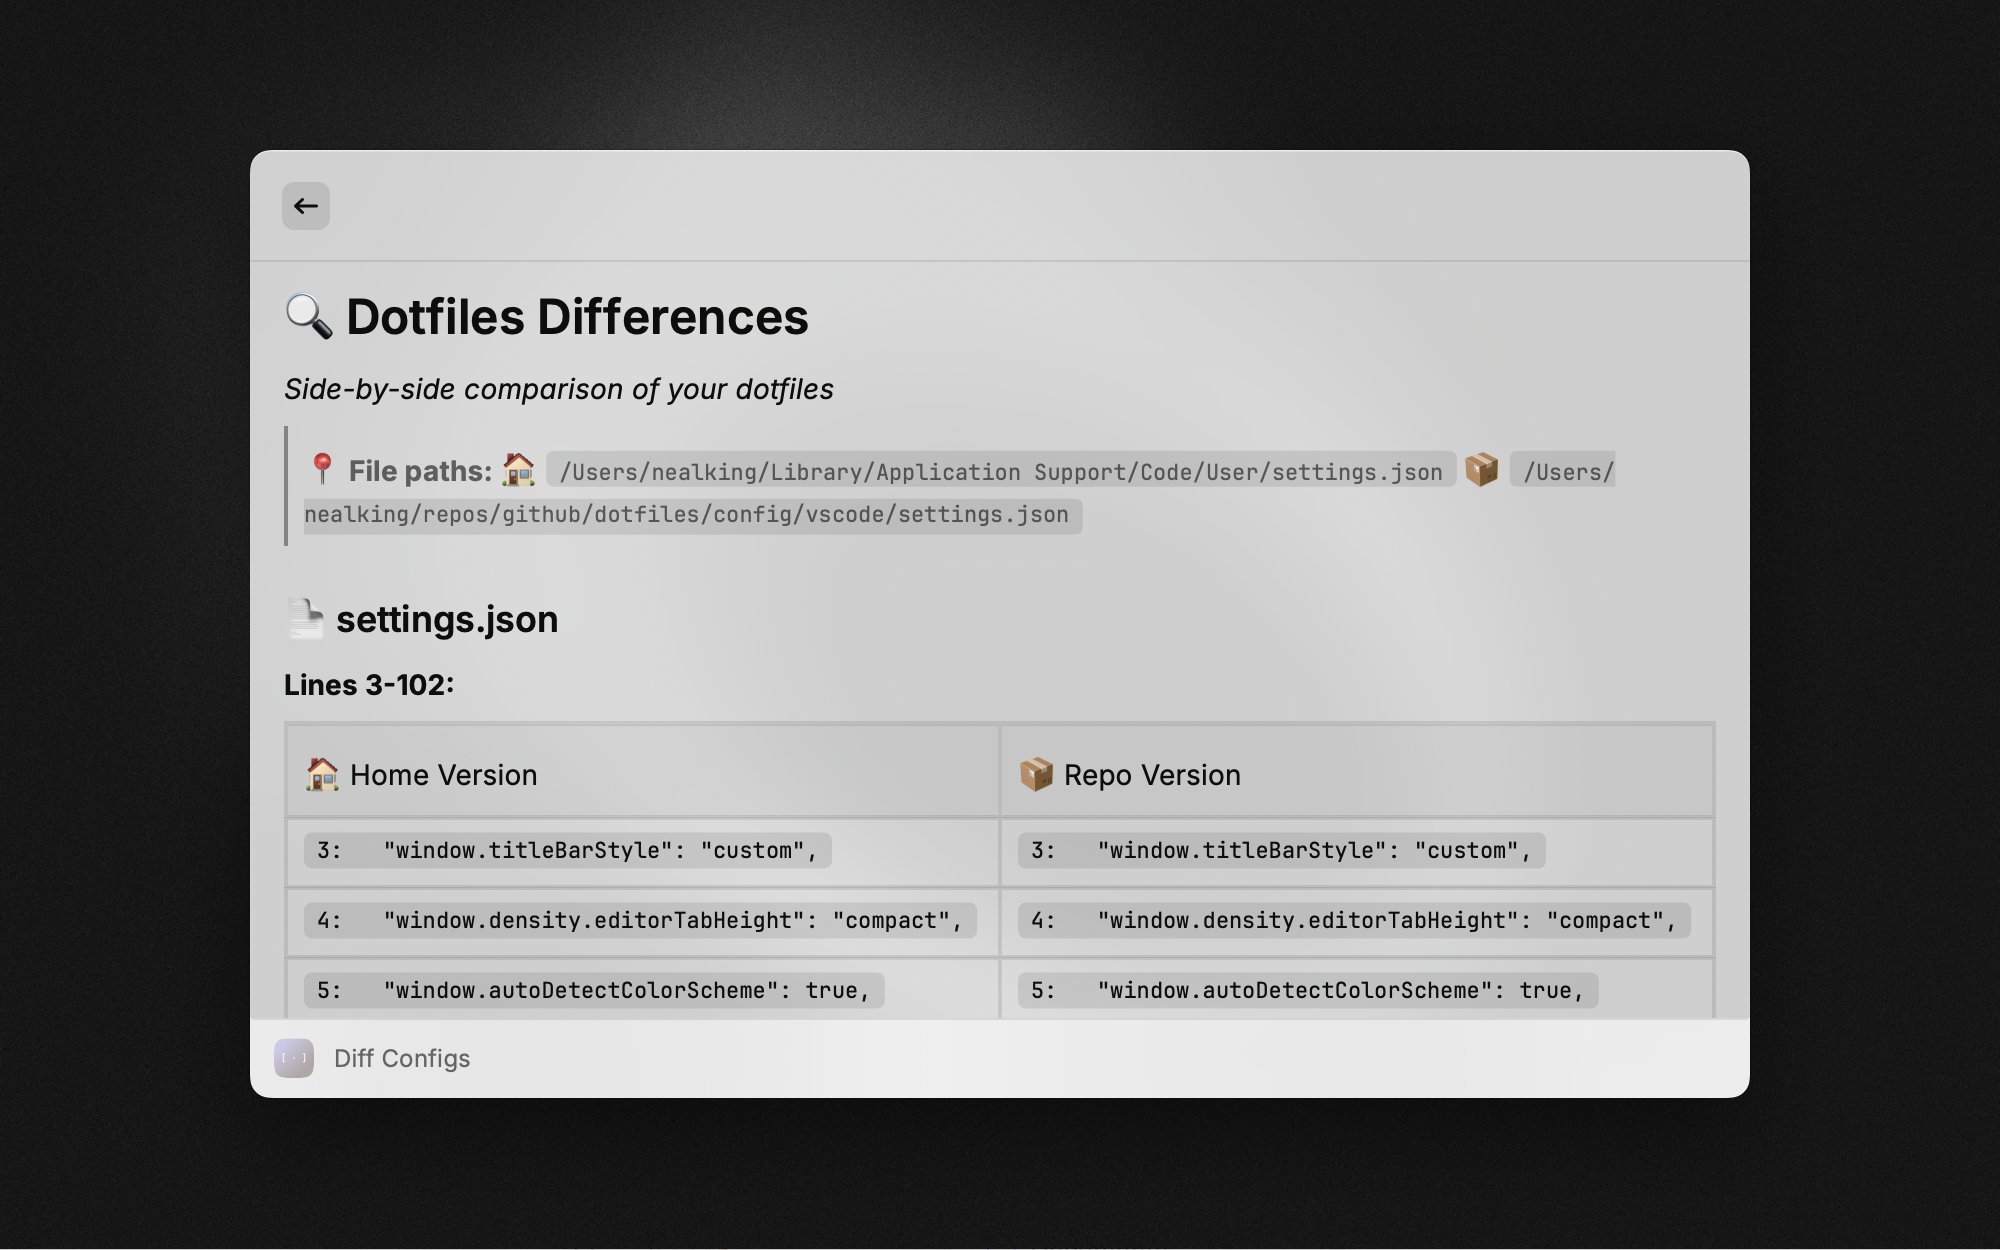 🔍 Dotfiles Differences
Side-by-side comparison of your dotfiles
📍 File paths: 🏠 /Users/nealking/Library/Application Support/Code/User/settings.json 📦 /Users/
nealking/repos/github/dotfiles/config/vscode/settings.json
📄 settings.json
Lines 3-102:
🏠 Home Version 📦 Repo Version
3:   "window.titleBarStyle": "custom", 3:   "window.titleBarStyle": "custom",
4:   "window.density.editorTabHeight": "compact", 4:   "window.density.editorTabHeight": "compact",
5:   "window.autoDetectColorScheme": true, 5:   "window.autoDetectColorScheme": true,
[·] Diff Configs